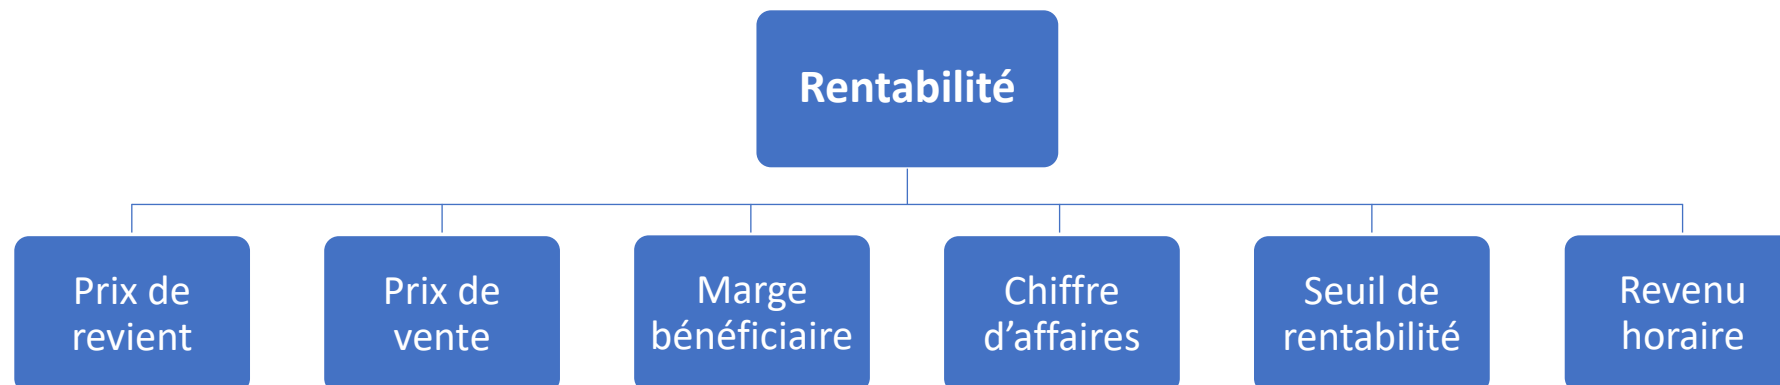 Rentabilité
Prix de
revient
Prix de
vente
Marge
bénéficiaire
Chiffre
d’affaires
Seuil de
rentabilité
Revenu
horaire